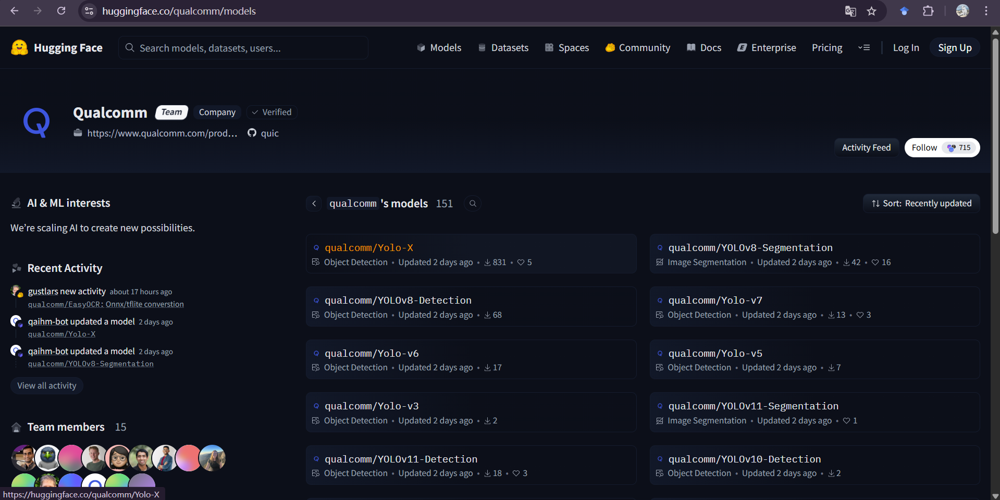 huggingface.co/qualcomm/models
Hugging Face
Search models, datasets, users...
Models
Datasets
Spaces
Community
Docs
Enterprise
Pricing
Log In
Sign Up
Qualcomm
Team
Company
Verified
https://www.qualcomm.com/prod...
quic
Activity Feed
Follow 715
AI & ML interests
We’re scaling AI to create new possibilities.
Recent Activity
gustlars new activity about 17 hours ago
qualcomm/EasyOCR: Onnx/tflite converstion
qaihm-bot updated a model 2 days ago
qualcomm/Yolo-X
qaihm-bot updated a model 2 days ago
qualcomm/YOLOv8-Segmentation
View all activity
Team members 15
qualcomm 's models 151
Sort: Recently updated
qualcomm/Yolo-X
Object Detection • Updated 2 days ago • 831 • 5
qualcomm/YOLOv8-Segmentation
Image Segmentation • Updated 2 days ago • 42 • 16
qualcomm/YOLOv8-Detection
Object Detection • Updated 2 days ago • 68
qualcomm/Yolo-v7
Object Detection • Updated 2 days ago • 13 • 3
qualcomm/Yolo-v6
Object Detection • Updated 2 days ago • 17
qualcomm/Yolo-v5
Object Detection • Updated 2 days ago • 7
qualcomm/Yolo-v3
Object Detection • Updated 2 days ago • 2
qualcomm/YOLOv11-Segmentation
Image Segmentation • Updated 2 days ago • 1
qualcomm/YOLOv11-Detection
Object Detection • Updated 2 days ago • 18 • 3
qualcomm/YOLOv10-Detection
Object Detection • Updated 2 days ago • 2
https://huggingface.co/qualcomm/Yolo-X